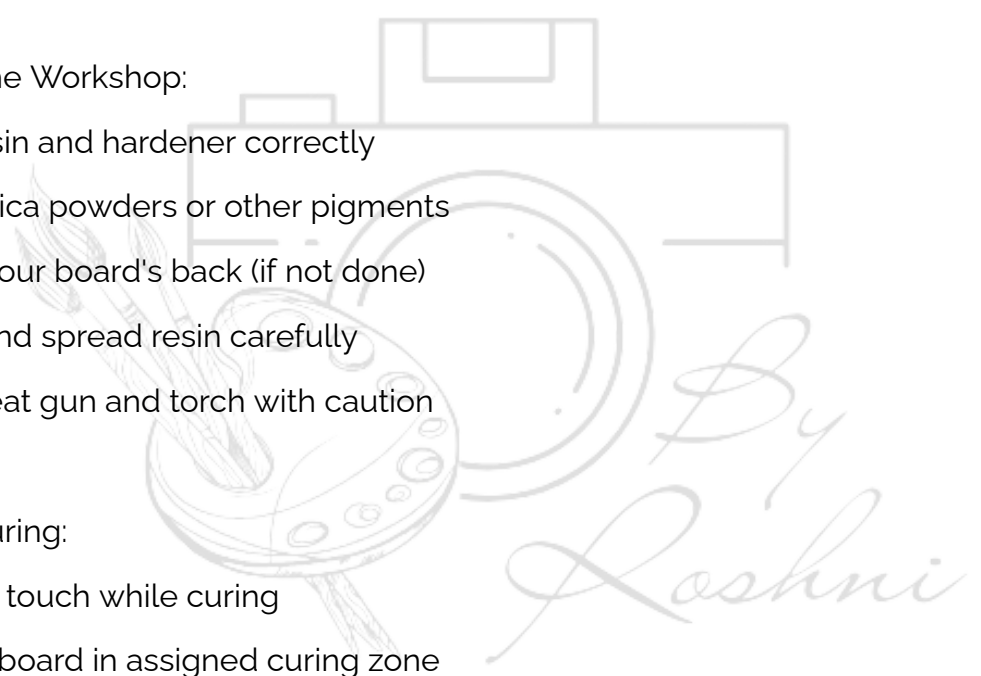 ne Workshop:
sin and hardener correctly
ica powders or other pigments
our board's back (if not done)
nd spread resin carefully
eat gun and torch with caution
uring:
touch while curing
board in assigned curing zone
By
Roshni